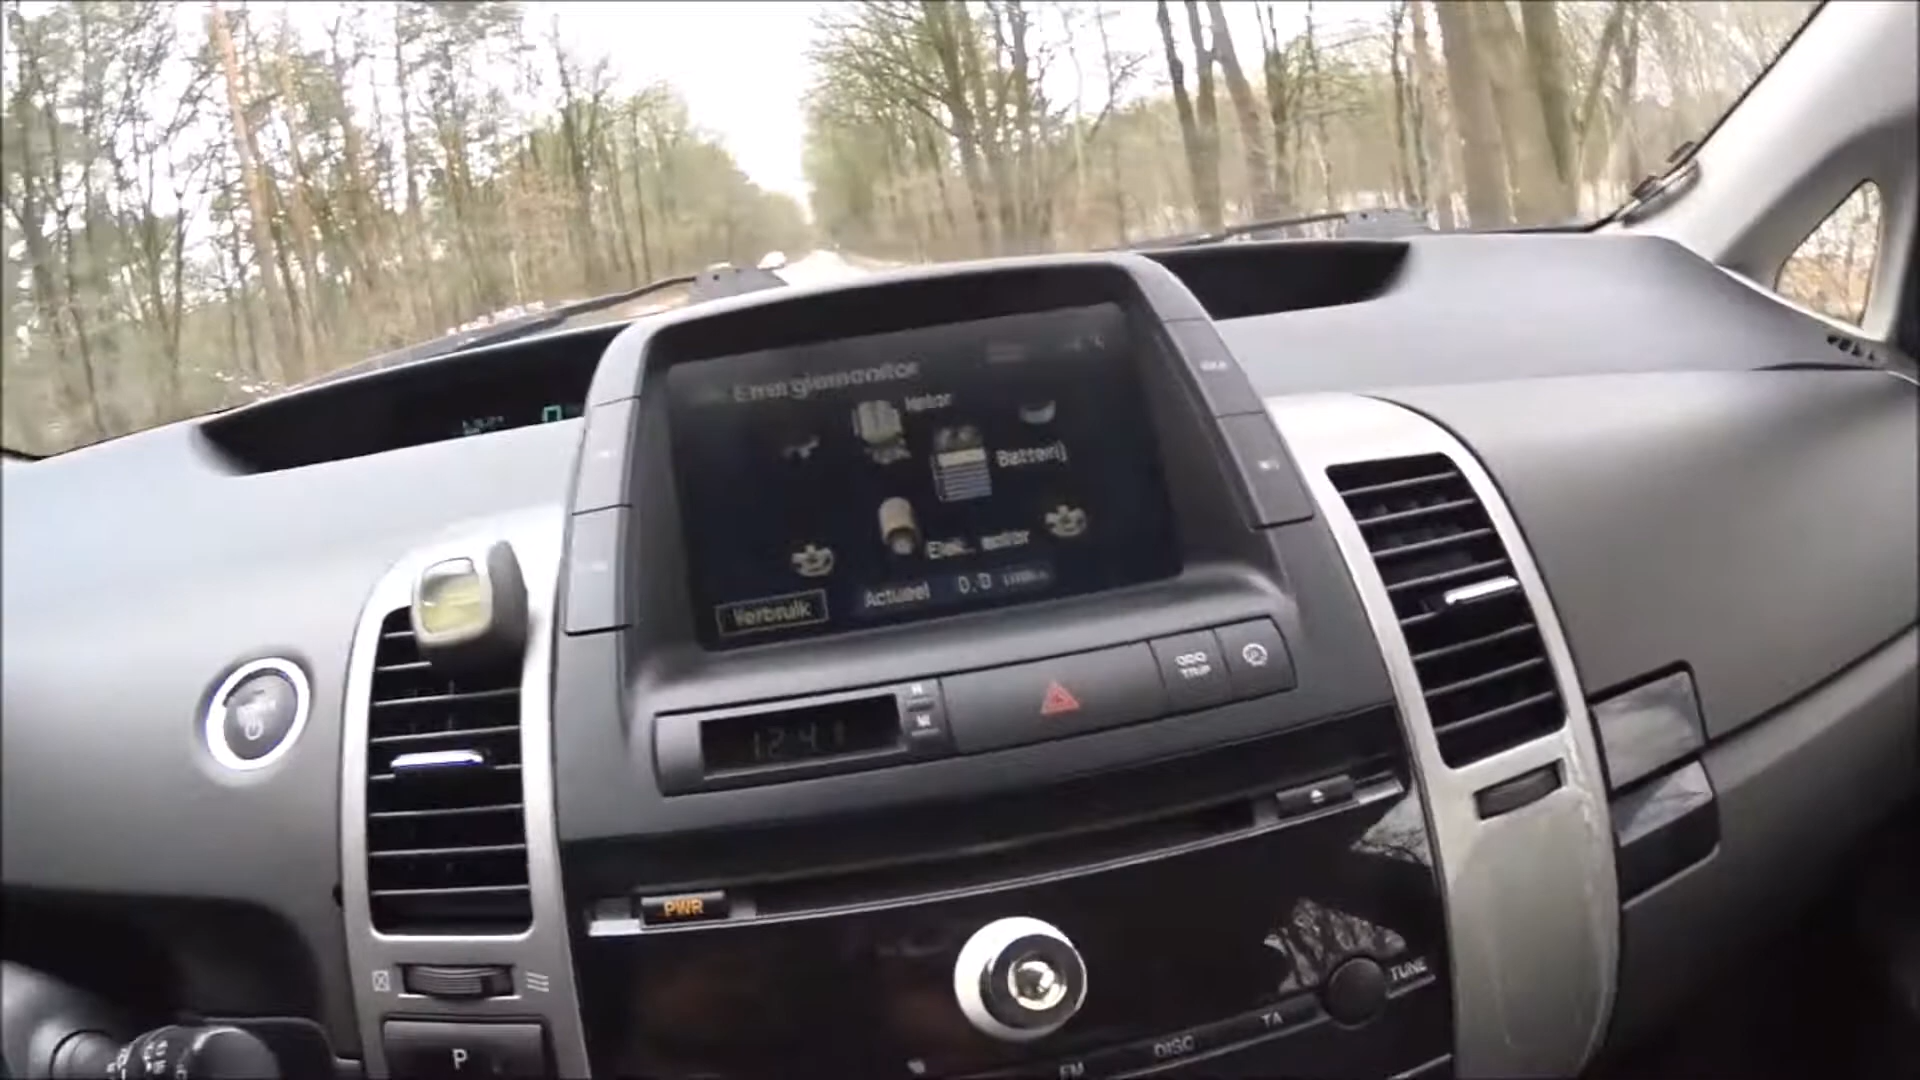 Energiemonitor
Motor
Batterij
Elek. motor
Actueel 0.0
Verbruik
ODO
TRIP
12:41
PWR
TUNE
TA
DISC
FM
P